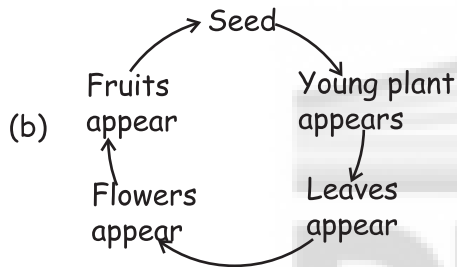 Seed
Fruits
appear
Young plant
appears
(b)
Flowers
appear
Leaves
appear